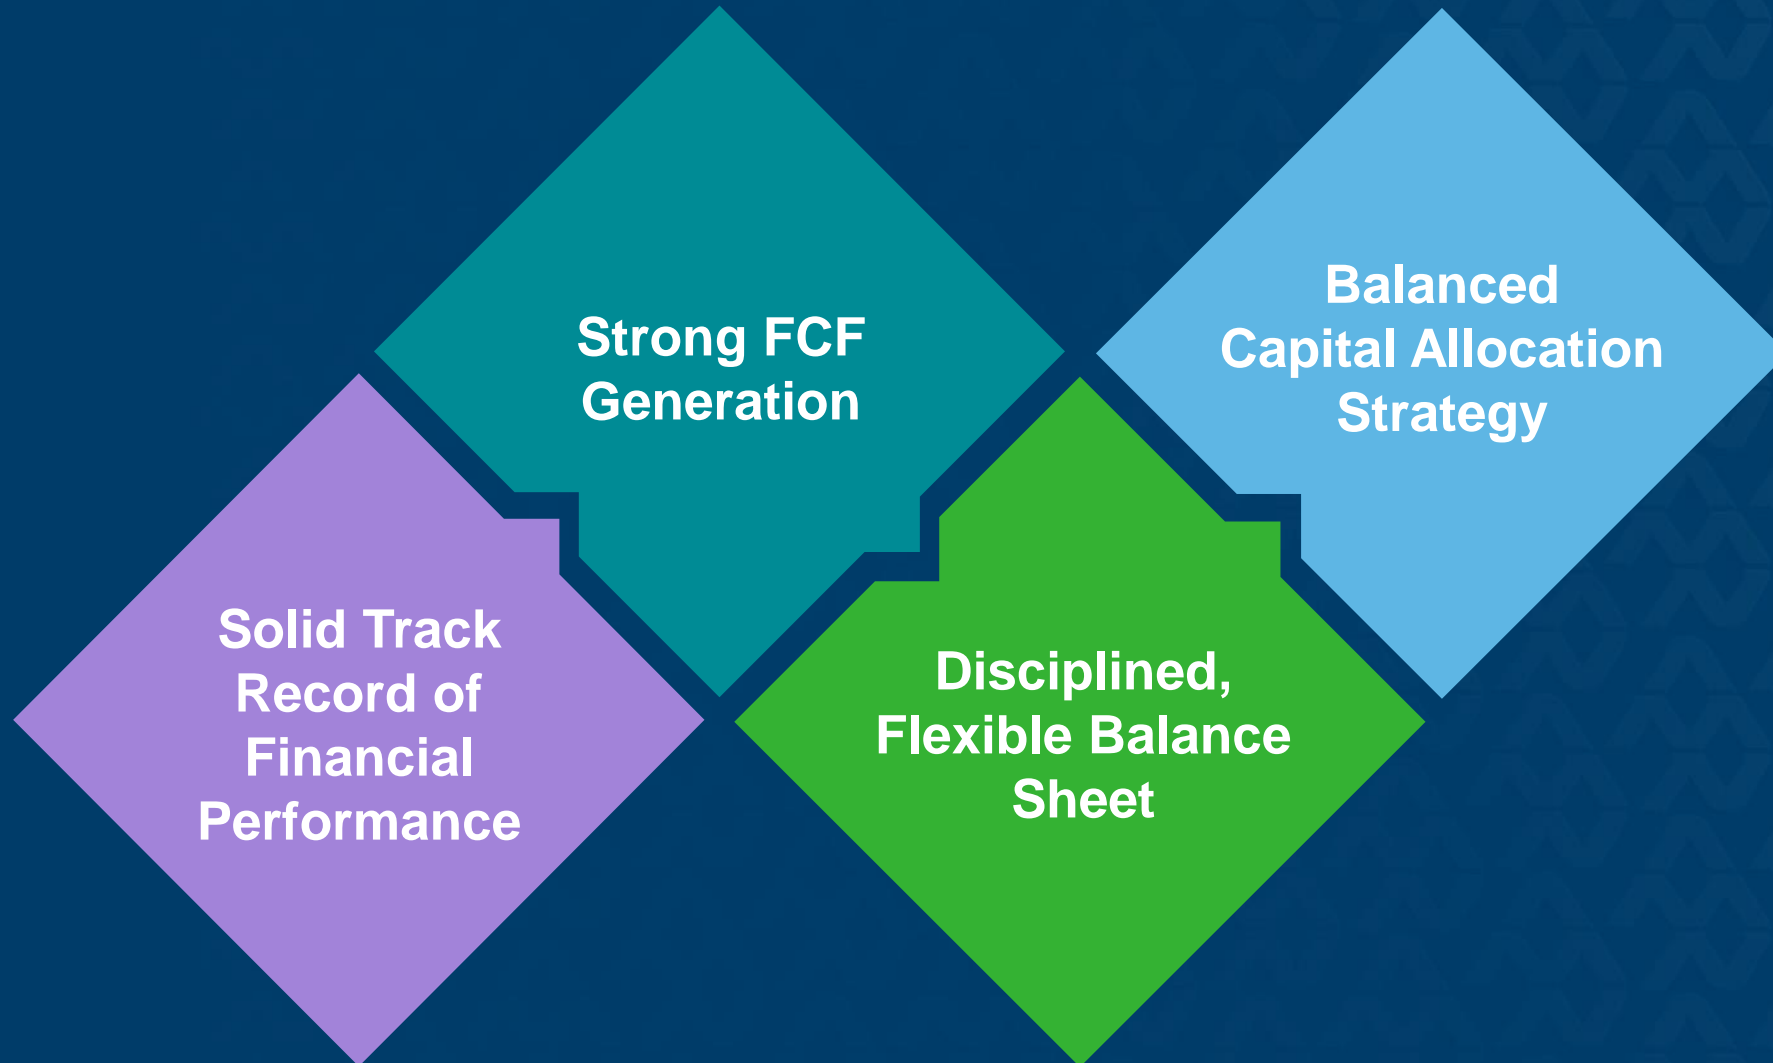 Solid Track
Record of
Financial
Performance
Strong FCF
Generation
Disciplined,
Flexible Balance
Sheet
Balanced
Capital Allocation
Strategy